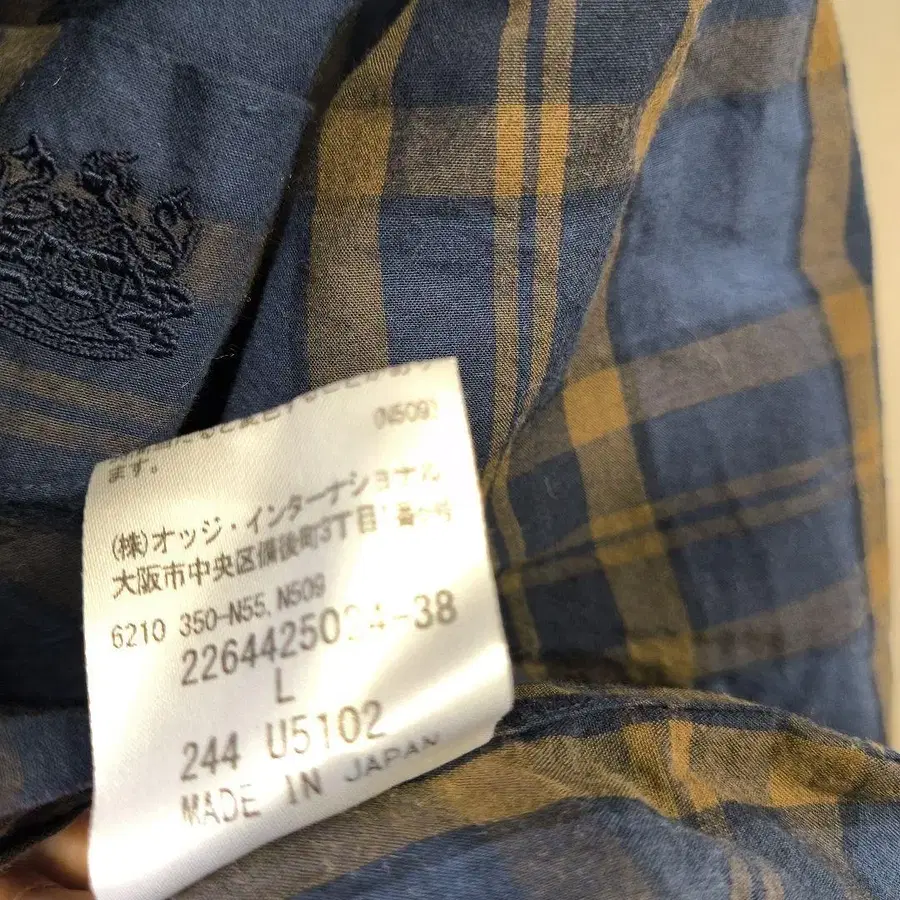 (N509)
ます。
(株)オッジ・インターナショナル
大阪市中央区備後町3丁目
6210 350-N55, N509
2264425024-38
L
244 U5102
MADE IN JAPAN